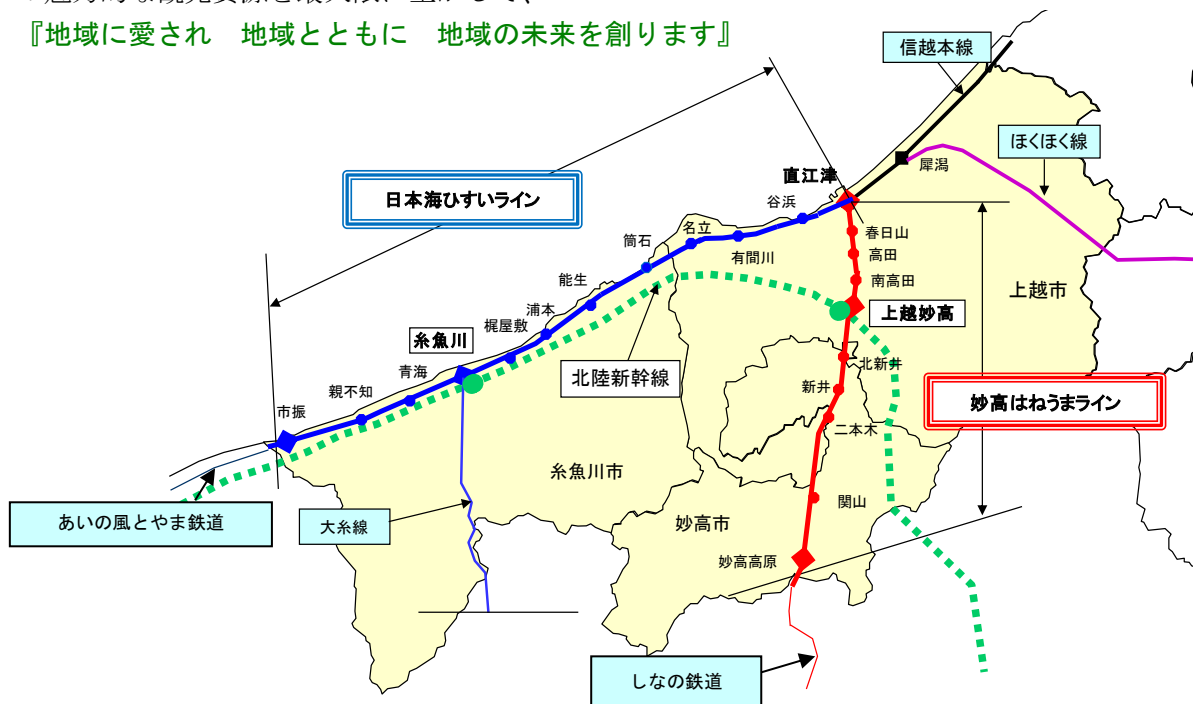 『地域に愛され　地域とともに　地域の未来を創ります』
信越本線
ほくほく線
犀潟
直江津
日本海ひすいライン
谷浜
春日山
名立
筒石
有間川
高田
南高田
能生
上越市
浦本
上越妙高
梶屋敷
糸魚川
北新井
青海
北陸新幹線
新井
親不知
妙高はねうまライン
市振
二本木
糸魚川市
関山
あいの風とやま鉄道
大糸線
妙高市
妙高高原
しなの鉄道